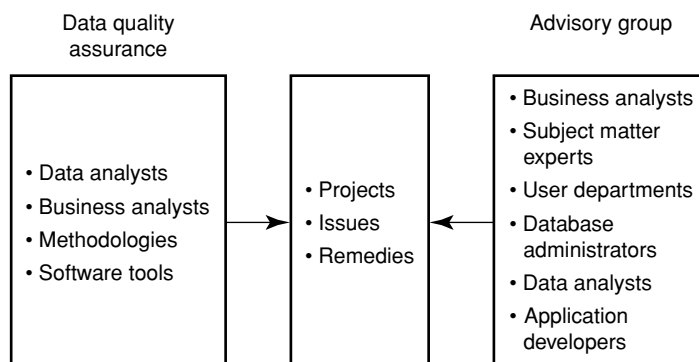 Data quality
assurance
Advisory group
• Data analysts
• Business analysts
• Methodologies
• Software tools
• Projects
• Issues
• Remedies
• Business analysts
• Subject matter
experts
• User departments
• Database
administrators
• Data analysts
• Application
developers